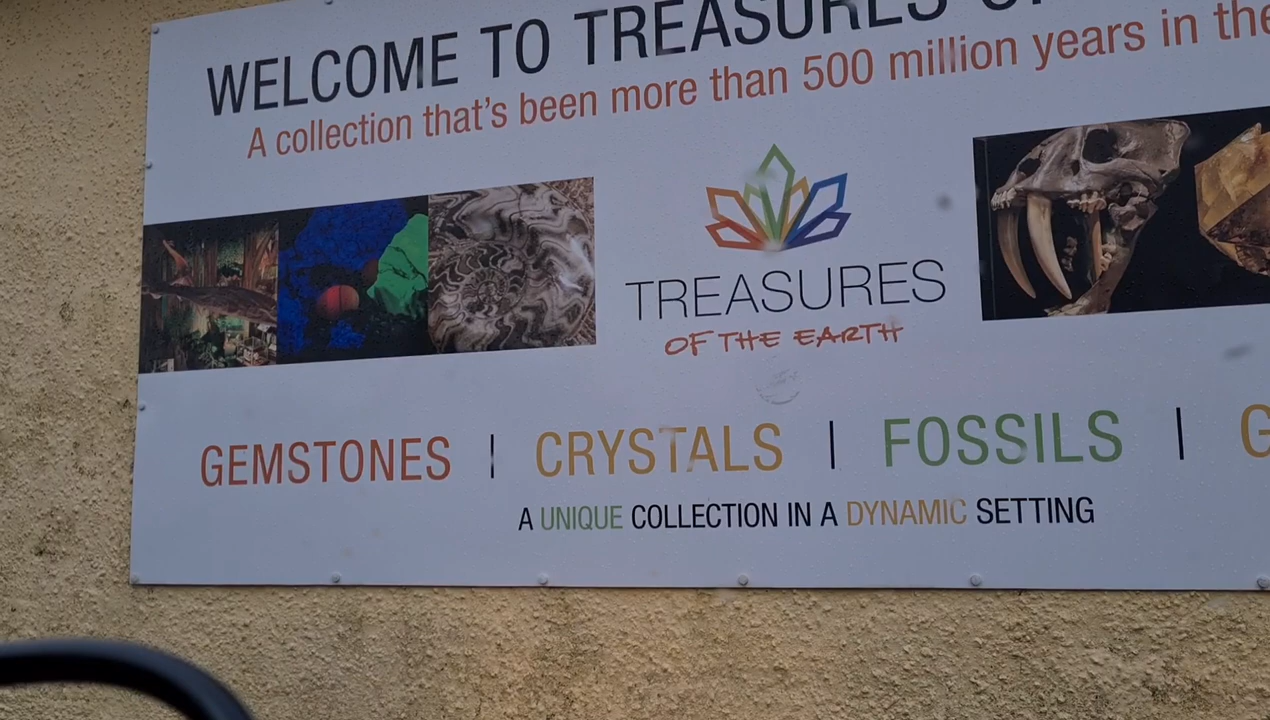 WELCOME TO TREASURES
A collection that's been more than 500 million years in the
TREASURES
OF THE EARTH
GEMSTONES | CRYSTALS | FOSSILS | G
A UNIQUE COLLECTION IN A DYNAMIC SETTING